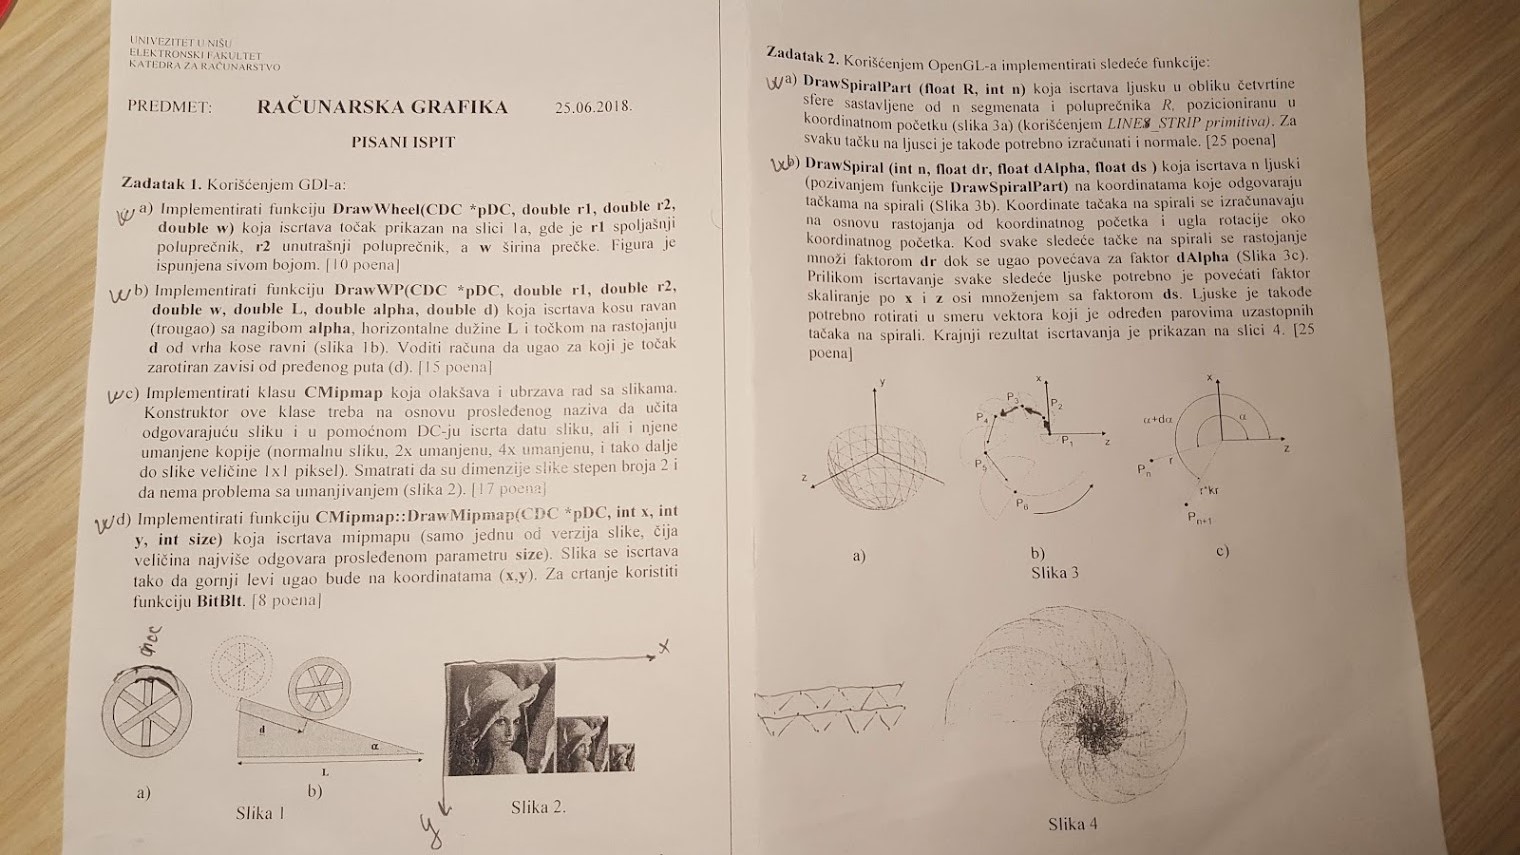 UNIVEZITET U NIŠU
ELEKTRONSKI FAKULTET
KATEDRA ZA RAČUNARSTVO
PREDMET: RAČUNARSKA GRAFIKA 25.06.2018.
PISANI ISPIT
Zadatak 1. Korišćenjem GDI-a:
a) Implementirati funkciju DrawWheel(CDC *pDC, double r1, double r2,
double w) koja iscrtava točak prikazan na slici 1a, gde je r1 spoljašnji
poluprečnik, r2 unutrašnji poluprečnik, a w širina prečke. Figura je
ispunjena sivom bojom. [10 poena]
b) Implementirati funkciju DrawWP(CDC *pDC, double r1, double r2,
double w, double L, double alpha, double d) koja iscrtava kosu ravan
(trougao) sa nagibom alpha, horizontalne dužine L i točkom na rastojanju
d od vrha kose ravni (slika 1b). Voditi računa da ugao za koji je točak
zarotiran zavisi od pređenog puta (d). [15 poena]
c) Implementirati klasu CMipmap koja olakšava i ubrzava rad sa slikama.
Konstruktor ove klase treba na osnovu prosleđenog naziva da učita
odgovarajuću sliku i u pomoćnom DC-ju iscrta datu sliku, ali i njene
umanjene kopije (normalnu sliku, 2x umanjenu, 4x umanjenu, i tako dalje
do slike veličine 1x1 piksel). Smatrati da su dimenzije slike stepen broja 2 i
da nema problema sa umanjivanjem (slika 2). [17 poena]
d) Implementirati funkciju CMipmap::DrawMipmap(CDC *pDC, int x, int
y, int size) koja iscrtava mipmapu (samo jednu od verzija slike, čija
veličina najviše odgovara prosleđenom parametru size). Slika se iscrtava
tako da gornji levi ugao bude na koordinatama (x,y). Za crtanje koristiti
funkciju BitBlt. [8 poena]
d
α
L
x
y
a)
b)
Slika 1
Slika 2.
Zadatak 2. Korišćenjem OpenGL-a implementirati sledeće funkcije:
a) DrawSpiralPart (float R, int n) koja iscrtava ljusku u obliku četvrtine
sfere sastavljene od n segmenata i poluprečnika R, pozicioniranu u
koordinatnom početku (slika 3a) (korišćenjem LINES_STRIP primitiva). Za
svaku tačku na ljusci je takođe potrebno izračunati i normale. [25 poena]
b) DrawSpiral (int n, float dr, float dAlpha, float ds ) koja iscrtava n ljuski
(pozivanjem funkcije DrawSpiralPart) na koordinatama koje odgovaraju
tačkama na spirali (Slika 3b). Koordinate tačaka na spirali se izračunavaju
na osnovu rastojanja od koordinatnog početka i ugla rotacije oko
koordinatnog početka. Kod svake sledeće tačke na spirali se rastojanje
množi faktorom dr dok se ugao povećava za faktor dAlpha (Slika 3c).
Prilikom iscrtavanje svake sledeće ljuske potrebno je povećati faktor
skaliranje po x i z osi množenjem sa faktorom ds. Ljuske je takođe
potrebno rotirati u smeru vektora koji je određen parovima uzastopnih
tačaka na spirali. Krajnji rezultat iscrtavanja je prikazan na slici 4. [25
poena]
y
z
x
P3
P2
P4
P1
z
P5
P6
x
α+dα
α
z
Pn
r
r*kr
Pn+1
a)
b)
c)
Slika 3
Slika 4